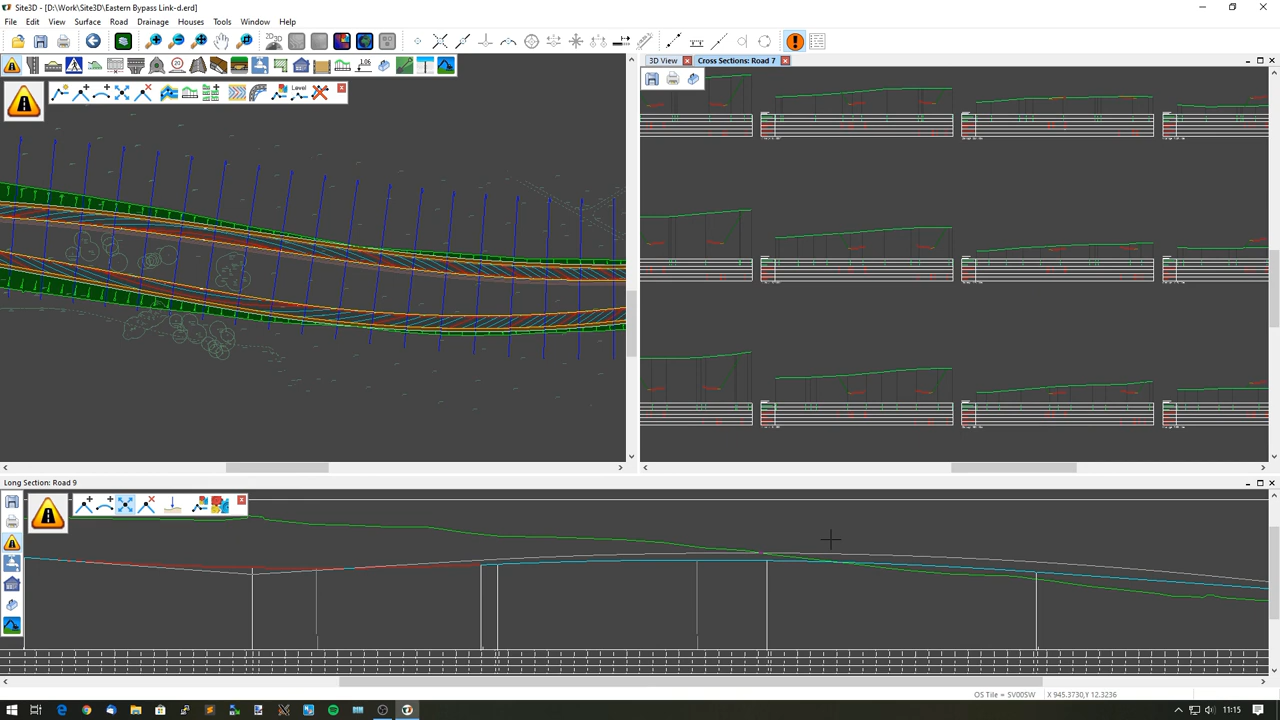 Site3D - [D:\Work\Site3D\Eastern Bypass Link-d.erd]
File Edit View Surface Road Drainage Houses Tools Window Help
3D View Cross Sections: Road 7
Level
Long Section: Road 9
OS Tile = SV00SW X 945.3730,Y 12.3236
11:15